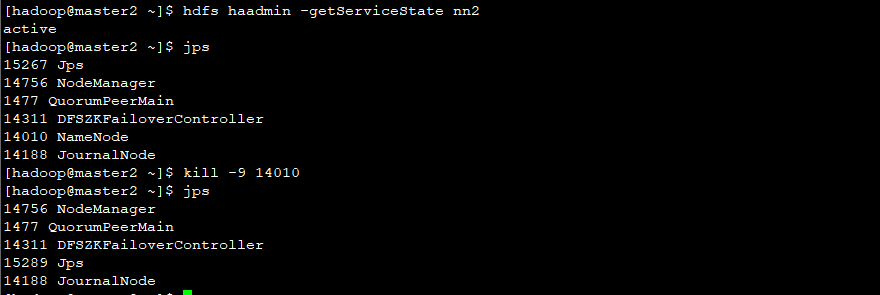 [hadoop@master2 ~]$ hdfs haadmin -getServiceState nn2
active
[hadoop@master2 ~]$ jps
15267 Jps
14756 NodeManager
1477 QuorumPeerMain
14311 DFSZKFailoverController
14010 NameNode
14188 JournalNode
[hadoop@master2 ~]$ kill -9 14010
[hadoop@master2 ~]$ jps
14756 NodeManager
1477 QuorumPeerMain
14311 DFSZKFailoverController
15289 Jps
14188 JournalNode